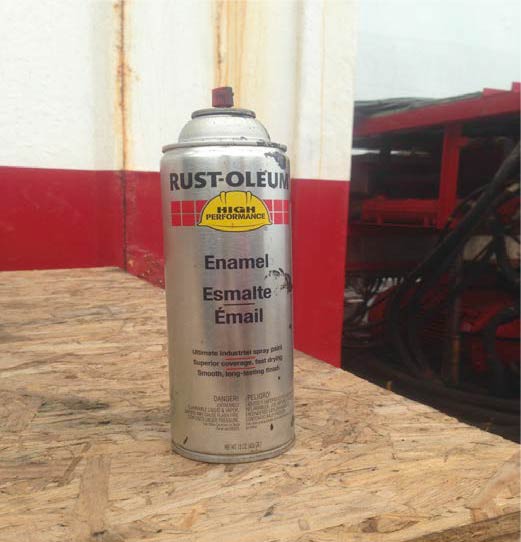 RUST-OLEUM
HIGH
PERFORMANCE
Enamel
Esmalte
Émail
Ultimate industrial spray paint
Superior coverage, fast drying
Smooth, long-lasting finish
DANGER!
¡PELIGRO!